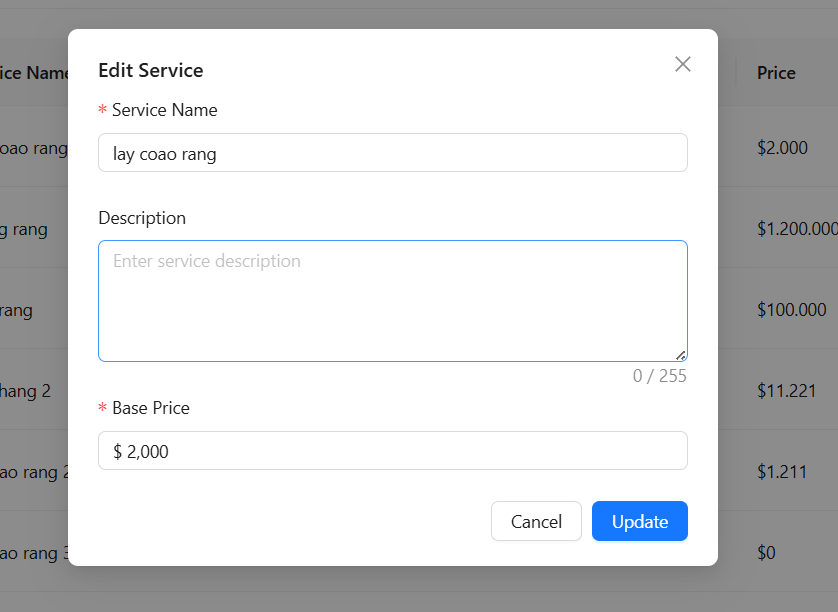 Edit Service
* Service Name
lay coao rang
Description
Enter service description
0 / 255
* Base Price
$ 2,000
Cancel
Update
ice Name
Price
oao rang
$2.000
g rang
$1.200.000
rang
$100.000
hang 2
$11.221
ao rang 2
$1.211
ao rang 3
$0